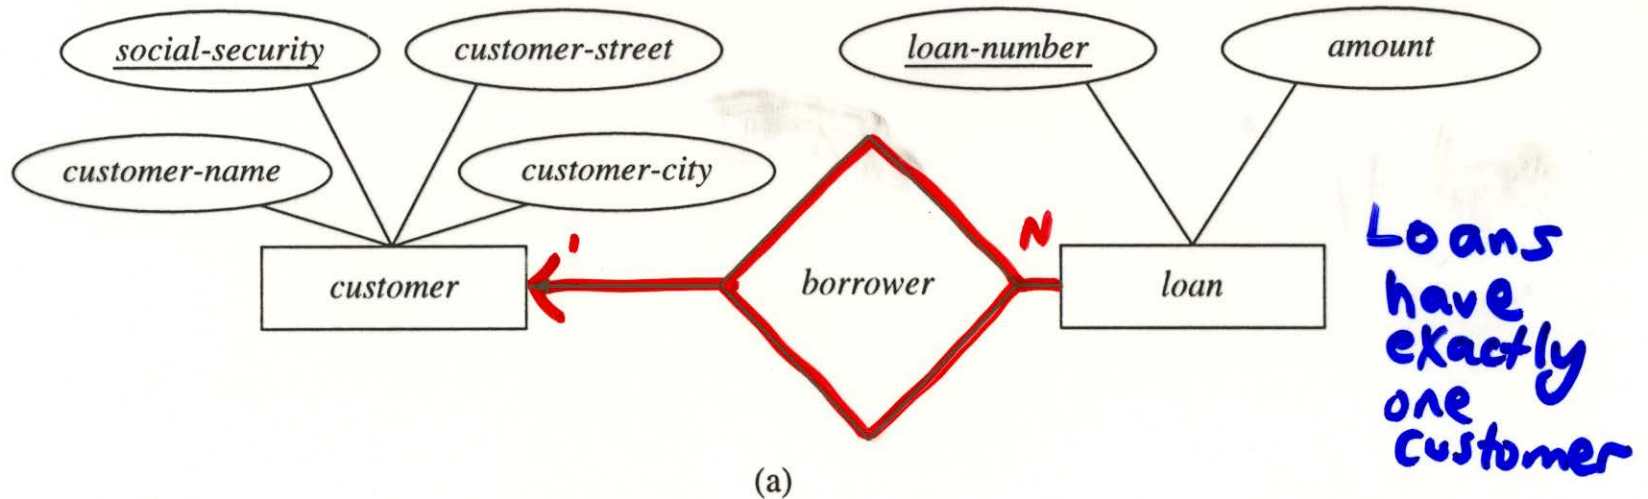 social-security
customer-street
loan-number
amount
customer-name
customer-city
1
N
customer
borrower
loan
Loans
have
exactly
one
customer
(a)